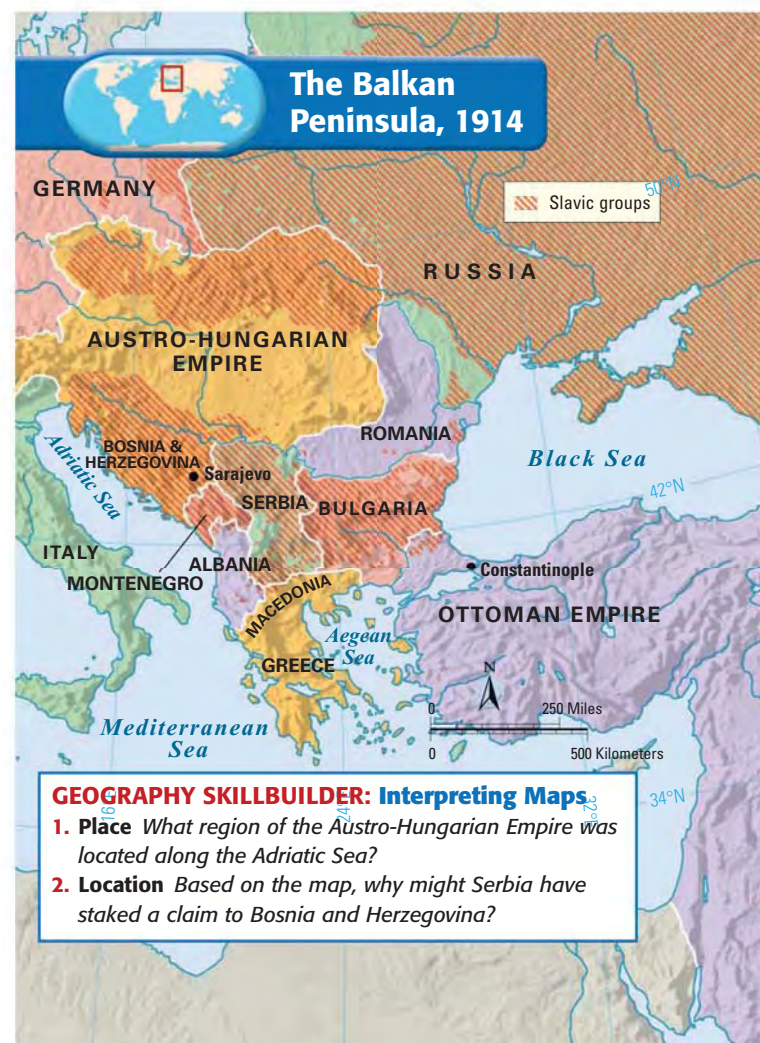 The Balkan
Peninsula, 1914
GERMANY
50°N
Slavic groups
RUSSIA
AUSTRO-HUNGARIAN
EMPIRE
ROMANIA
Adriatic Sea
BOSNIA &
HERZEGOVINA
Sarajevo
Black Sea
SERBIA
BULGARIA
42°N
ITALY
ALBANIA
MONTENEGRO
Constantinople
MACEDONIA
OTTOMAN EMPIRE
Aegean
Sea
GREECE
N
0 250 Miles
0 500 Kilometers
Mediterranean
Sea
GEOGRAPHY SKILLBUILDER: Interpreting Maps
16°E
24°E
32°E
34°N
1. Place What region of the Austro-Hungarian Empire was
located along the Adriatic Sea?
2. Location Based on the map, why might Serbia have
staked a claim to Bosnia and Herzegovina?